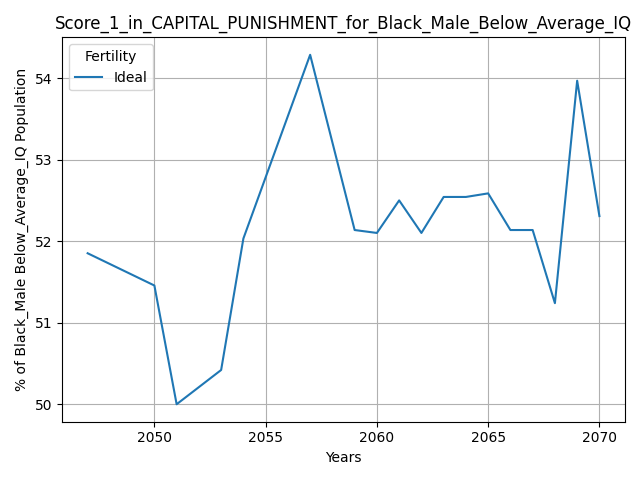 Score_1_in_CAPITAL_PUNISHMENT_for_Black_Male_Below_Average_IQ
Fertility
Ideal
% of Black_Male Below_Average_IQ Population
54
53
52
51
50
2050 2055 2060 2065 2070
Years